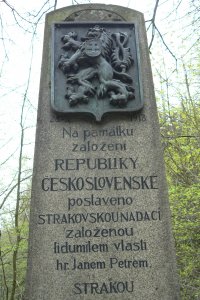 Na památku
založení
REPUBLIKY
ČESKOSLOVENSKÉ
postaveno
STRAKOVSKOU NADACÍ
založenou
lidumilem vlasti
hr. Janem Petrem
STRAKOU